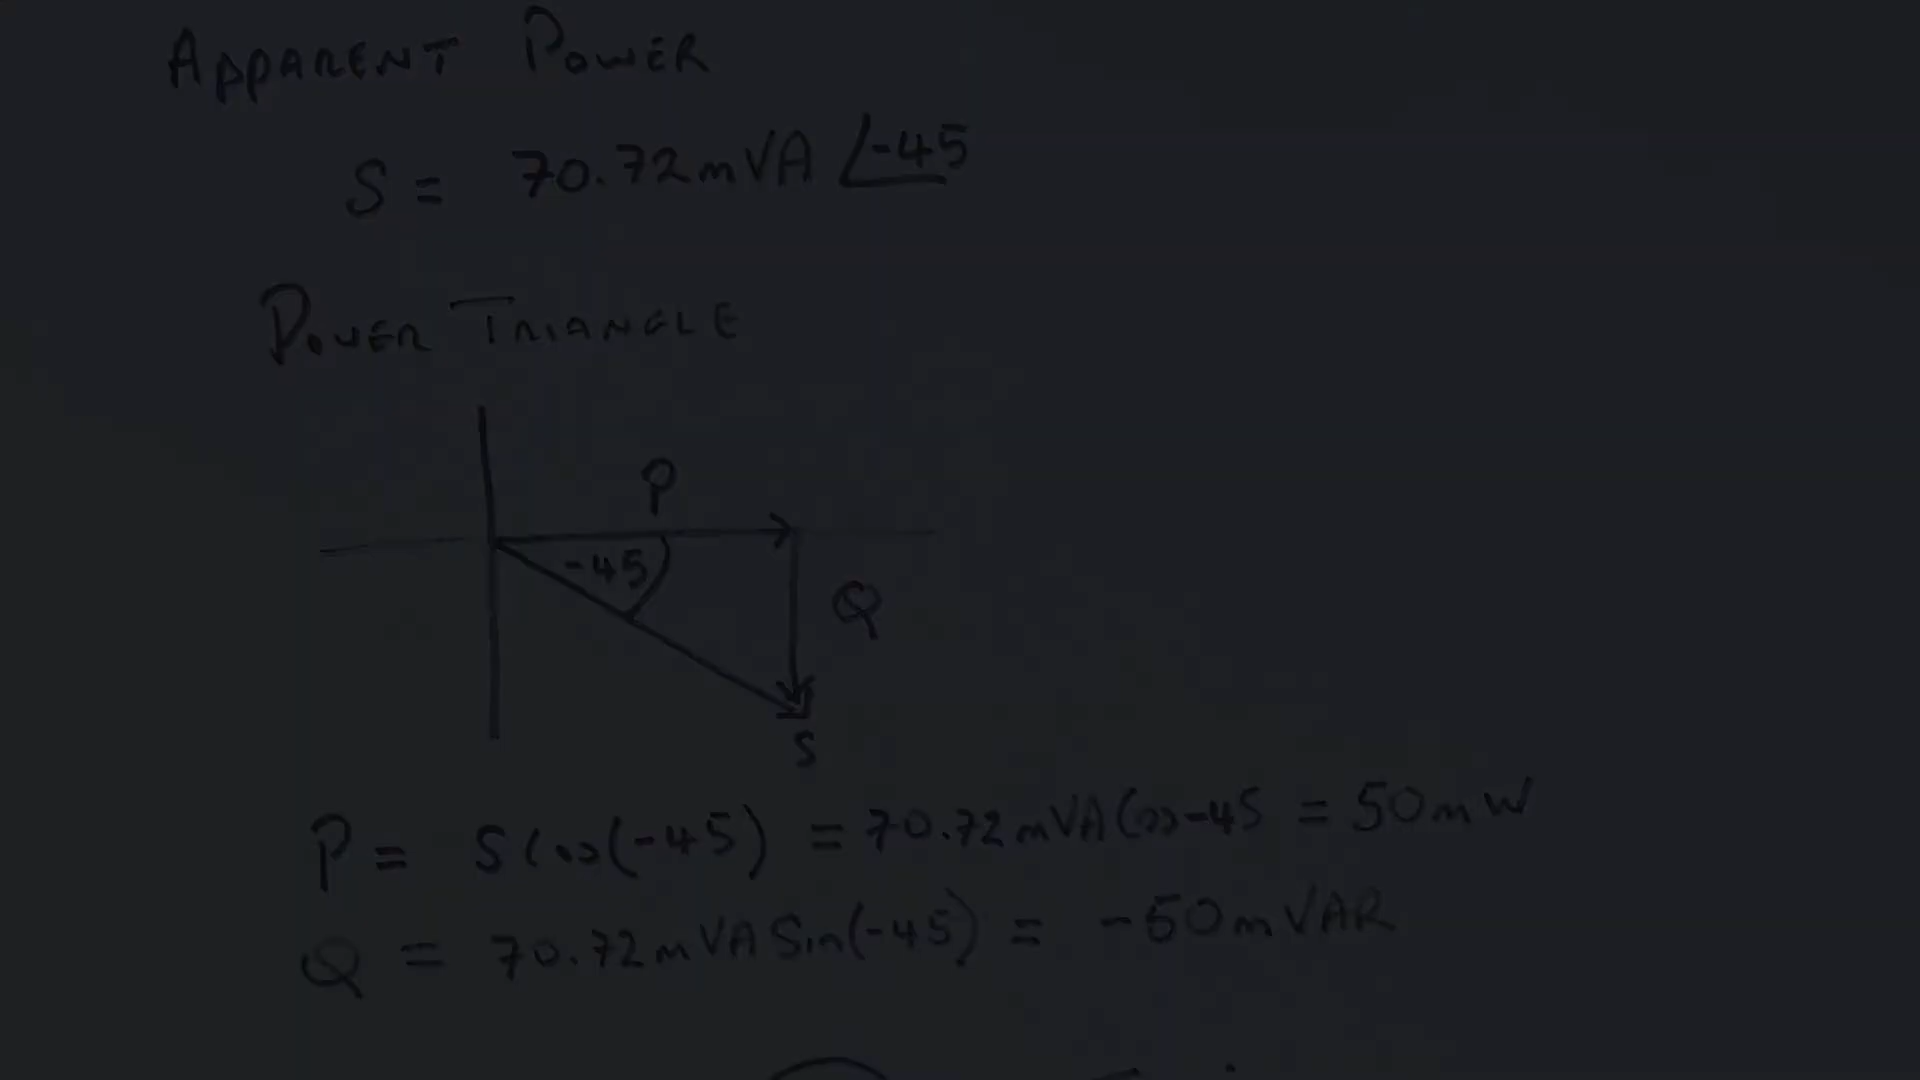 APPARENT POWER
S = 70.72mVA ∠-45
POWER TRIANGLE
P
-45
Q
S
P = S Cos(-45) = 70.72mVA Cos-45 = 50mW
Q = 70.72mVA Sin(-45) = -50mVAR